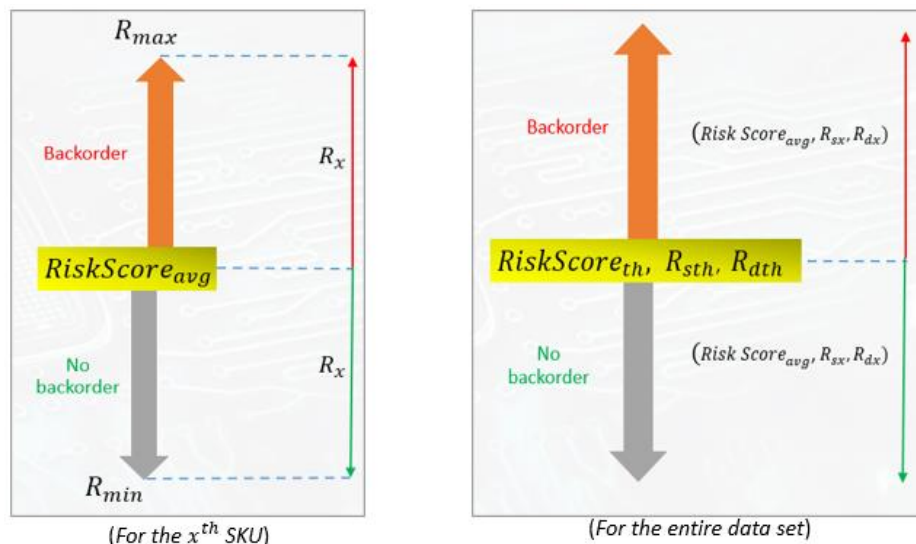 R_max
Backorder
R_x
RiskScore_avg
No
backorder
R_x
R_min
(For the x^th SKU)
Backorder
(Risk Score_avg, R_sx, R_dx)
RiskScore_th, R_sth, R_dth
No
backorder
(Risk Score_avg, R_sx, R_dx)
(For the entire data set)